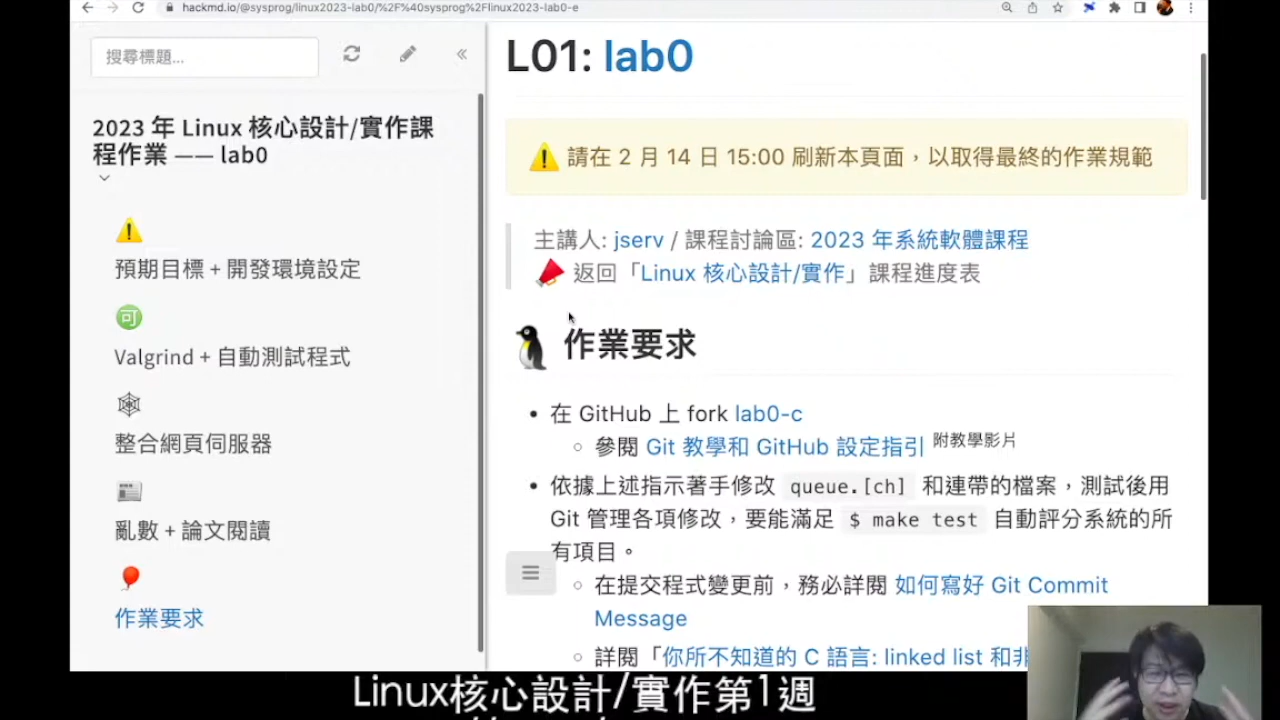 hackmd.io/@sysprog/linux2023-lab0/%2F%40sysprog%2Flinux2023-lab0-e
搜尋標題...
2023 年 Linux 核心設計/實作課
程作業 —— lab0
預期目標 + 開發環境設定
可
Valgrind + 自動測試程式
整合網頁伺服器
亂數 + 論文閱讀
作業要求
L01: lab0
請在 2 月 14 日 15:00 刷新本頁面，以取得最終的作業規範
主講人: jserv / 課程討論區: 2023 年系統軟體課程
返回「Linux 核心設計/實作」課程進度表
作業要求
在 GitHub 上 fork lab0-c
參閱 Git 教學和 GitHub 設定指引 附教學影片
依據上述指示著手修改 queue.[ch] 和連帶的檔案，測試後用
Git 管理各項修改，要能滿足 $ make test 自動評分系統的所
有項目。
在提交程式變更前，務必詳閱 如何寫好 Git Commit
Message
詳閱「你所不知道的 C 語言: linked list 和非
Linux核心設計/實作第1週